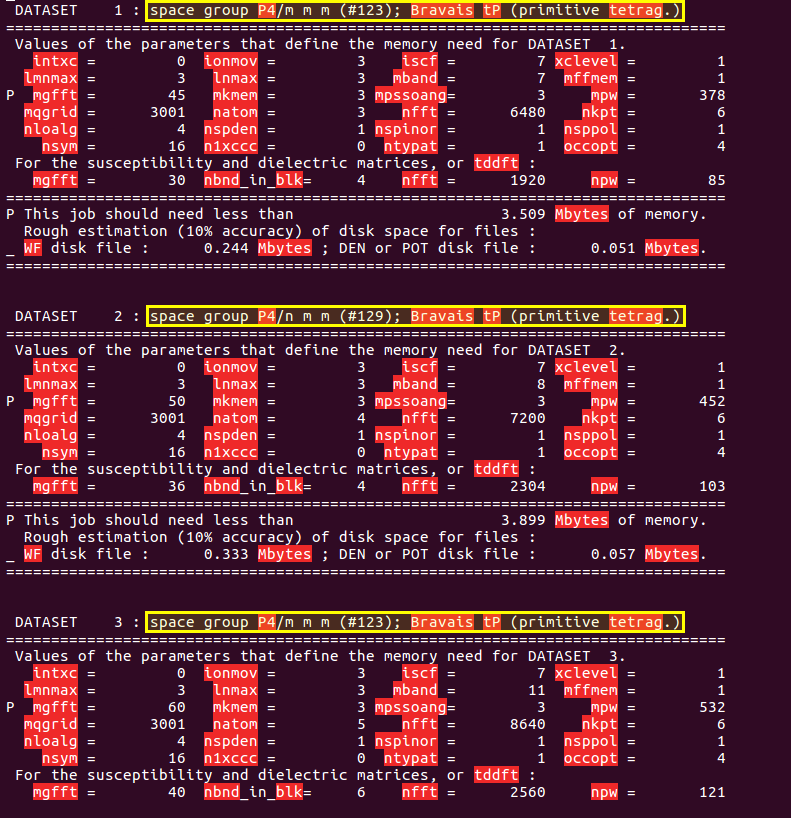 DATASET    1 : space group P4/m m m (#123); Bravais tP (primitive tetrag.)
================================================================================
 Values of the parameters that define the memory need for DATASET  1.
   intxc =         0  ionmov =         3    iscf =         7 xclevel =         1
  lmnmax =         3   lnmax =         3   mband =         7  mffmem =         1
P  mgfft =        45   mkmem =         3 mpssoang=         3     mpw =       378
  mqgrid =      3001   natom =         3    nfft =      6480    nkpt =         6
  nloalg =         4  nspden =         1 nspinor =         1  nsppol =         1
    nsym =        16  n1xccc =         0  ntypat =         1  occopt =         4
 For the susceptibility and dielectric matrices, or tddft :
   mgfft =        30  nbnd_in_blk=     4    nfft =      1920     npw =        85
================================================================================
P This job should need less than                       3.509 Mbytes of memory.
  Rough estimation (10% accuracy) of disk space for files :
_ WF disk file :      0.244 Mbytes ; DEN or POT disk file :      0.051 Mbytes.
================================================================================
DATASET    2 : space group P4/n m m (#129); Bravais tP (primitive tetrag.)
================================================================================
 Values of the parameters that define the memory need for DATASET  2.
   intxc =         0  ionmov =         3    iscf =         7 xclevel =         1
  lmnmax =         3   lnmax =         3   mband =         8  mffmem =         1
P  mgfft =        50   mkmem =         3 mpssoang=         3     mpw =       452
  mqgrid =      3001   natom =         4    nfft =      7200    nkpt =         6
  nloalg =         4  nspden =         1 nspinor =         1  nsppol =         1
    nsym =        16  n1xccc =         0  ntypat =         1  occopt =         4
 For the susceptibility and dielectric matrices, or tddft :
   mgfft =        36  nbnd_in_blk=     4    nfft =      2304     npw =       103
================================================================================
P This job should need less than                       3.899 Mbytes of memory.
  Rough estimation (10% accuracy) of disk space for files :
_ WF disk file :      0.333 Mbytes ; DEN or POT disk file :      0.057 Mbytes.
================================================================================
DATASET    3 : space group P4/m m m (#123); Bravais tP (primitive tetrag.)
================================================================================
 Values of the parameters that define the memory need for DATASET  3.
   intxc =         0  ionmov =         3    iscf =         7 xclevel =         1
  lmnmax =         3   lnmax =         3   mband =        11  mffmem =         1
P  mgfft =        60   mkmem =         3 mpssoang=         3     mpw =       532
  mqgrid =      3001   natom =         5    nfft =      8640    nkpt =         6
  nloalg =         4  nspden =         1 nspinor =         1  nsppol =         1
    nsym =        16  n1xccc =         0  ntypat =         1  occopt =         4
 For the susceptibility and dielectric matrices, or tddft :
   mgfft =        40  nbnd_in_blk=     6    nfft =      2560     npw =       121